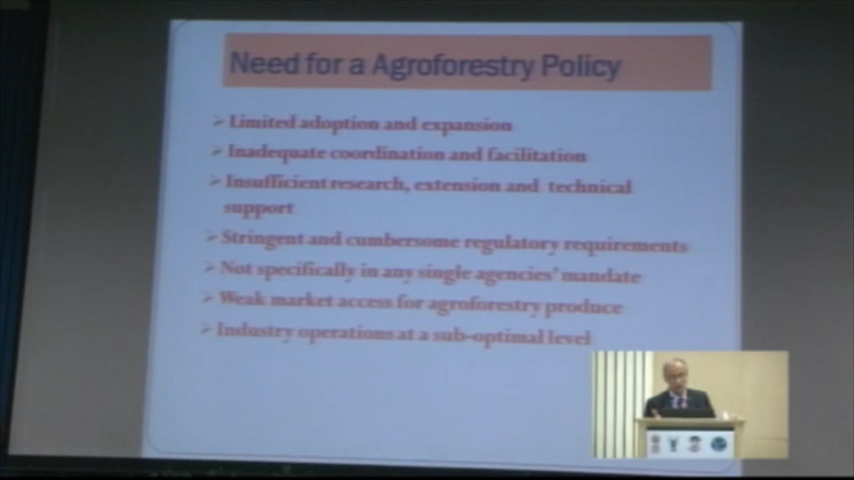 Need for a Agroforestry Policy
Limited adoption and expansion
Inadequate coordination and facilitation
Insufficient research, extension and technical
support
Stringent and cumbersome regulatory requirements
Not specifically in any single agencies' mandate
Weak market access for agroforestry produce
Industry operations at a sub-optimal level